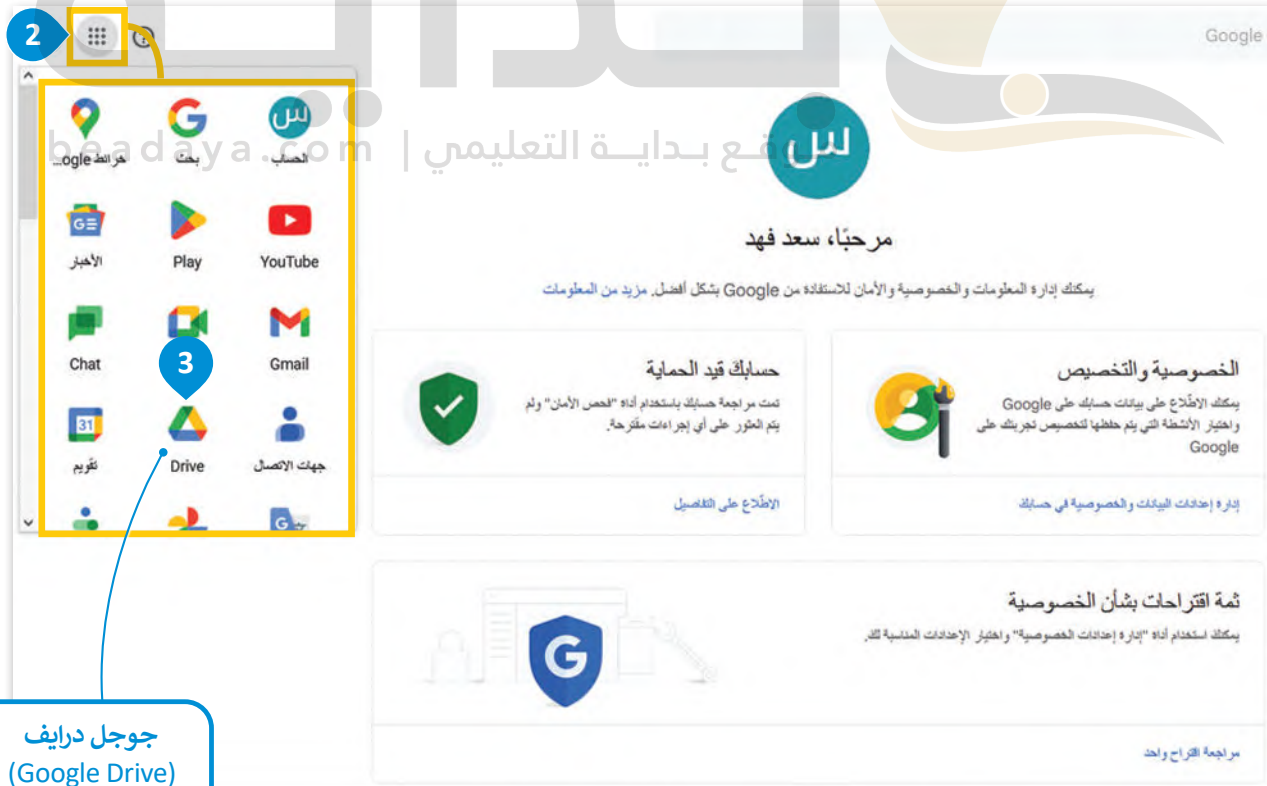 2
Google
بداية
beadaya.com | موقع بداية التعليمي
الحساب
بحث
خرائط Google...
YouTube
Play
الأخبار
Gmail
3
Chat
جهات الاتصال
Drive
تقويم
31
س
مرحبًا، سعد فهد
يمكنك إدارة المعلومات والخصوصية والأمان للاستفادة من Google بشكل أفضل. مزيد من المعلومات
الخصوصية والتخصيص
يمكنك الاطّلاع على بيانات حسابك على Google
واختيار الأنشطة التي يتم حفظها لتخصيص تجربتك على
Google
إدارة إعدادات البيانات والخصوصية في حسابك
حسابك قيد الحماية
تمت مراجعة حسابك باستخدام أداة "فحص الأمان" ولم
يتم العثور على أي إجراءات مقترحة.
الاطّلاع على التفاصيل
ثمة اقتراحات بشأن الخصوصية
يمكنك استخدام أداة "إدارة إعدادات الخصوصية" واختيار الإعدادات المناسبة لك.
مراجعة اقتراح واحد
جوجل درايف
(Google Drive)